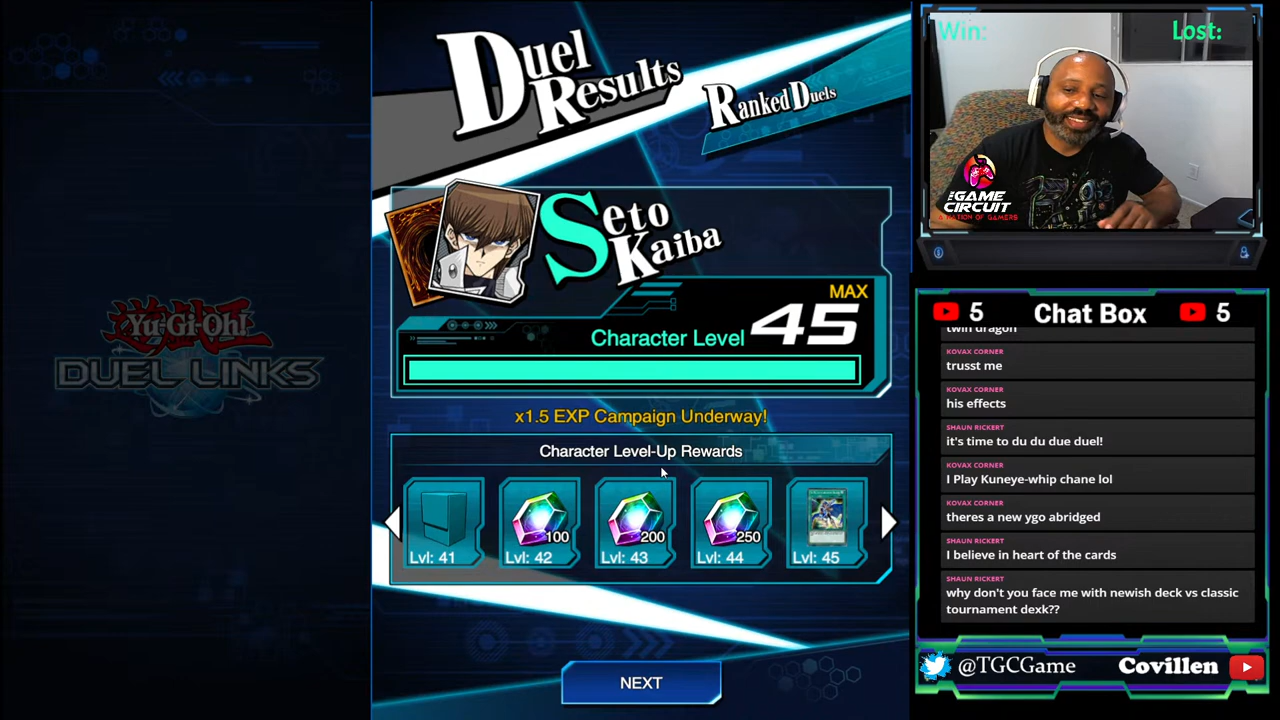 Duel
Results
Ranked Duels
Seto
Kaiba
MAX
Character Level 45
x1.5 EXP Campaign Underway!
Character Level-Up Rewards
Lvl: 41
100
Lvl: 42
200
Lvl: 43
250
Lvl: 44
Lvl: 45
NEXT
Yu-Gi-Oh!
DUEL LINKS
Win:
Lost:
THE GAME
CIRCUIT
A NATION OF GAMERS
5 Chat Box 5
twin dragon
KOVAX CORNER
trusst me
KOVAX CORNER
his effects
SHAUN RICKERT
it's time to du du due duel!
KOVAX CORNER
I Play Kuneye-whip chane lol
KOVAX CORNER
theres a new ygo abridged
SHAUN RICKERT
I believe in heart of the cards
SHAUN RICKERT
why don't you face me with newish deck vs classic
tournament dexk??
@TGCGame Covillen